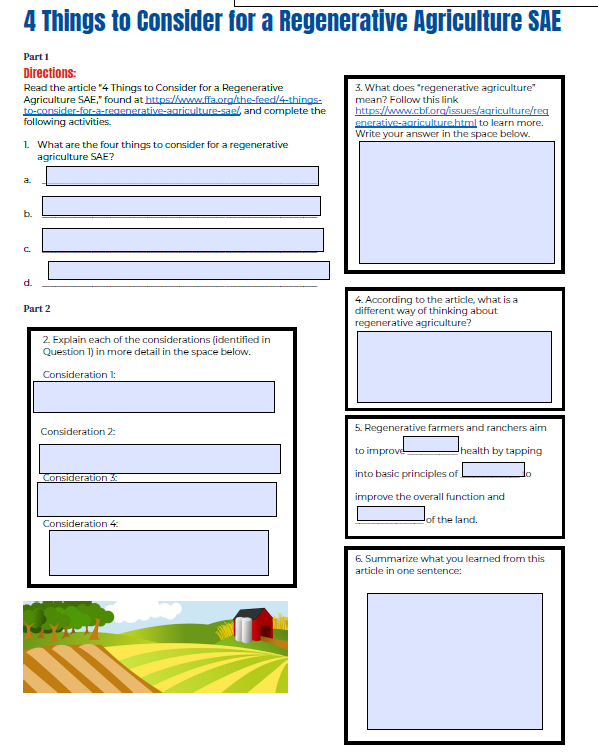 4 Things to Consider for a Regenerative Agriculture SAE
Part 1
Directions:
Read the article "4 Things to Consider for a Regenerative
Agriculture SAE," found at https://www.ffa.org/the-feed/4-things-
to-consider-for-a-regenerative-agriculture-sae/, and complete the
following activities.
1. What are the four things to consider for a regenerative
agriculture SAE?
a.
b.
c.
d.
Part 2
2. Explain each of the considerations (identified in
Question 1) in more detail in the space below.
Consideration 1:
Consideration 2:
Consideration 3:
Consideration 4:
3. What does "regenerative agriculture"
mean? Follow this link
https://www.cbf.org/issues/agriculture/reg
enerative-agriculture.html to learn more.
Write your answer in the space below.
4. According to the article, what is a
different way of thinking about
regenerative agriculture?
5. Regenerative farmers and ranchers aim
to improve health by tapping
into basic principles of to
improve the overall function and
of the land.
6. Summarize what you learned from this
article in one sentence: